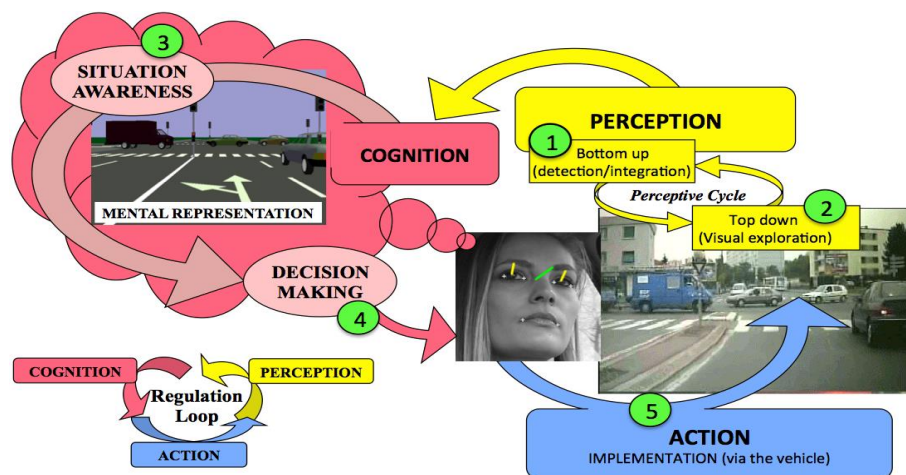 3
SITUATION
AWARENESS
MENTAL REPRESENTATION
COGNITION
PERCEPTION
1
Bottom up
(detection/integration)
Perceptive Cycle
2
Top down
(Visual exploration)
DECISION
MAKING
4
COGNITION
PERCEPTION
Regulation
Loop
ACTION
5
ACTION
IMPLEMENTATION (via the vehicle)